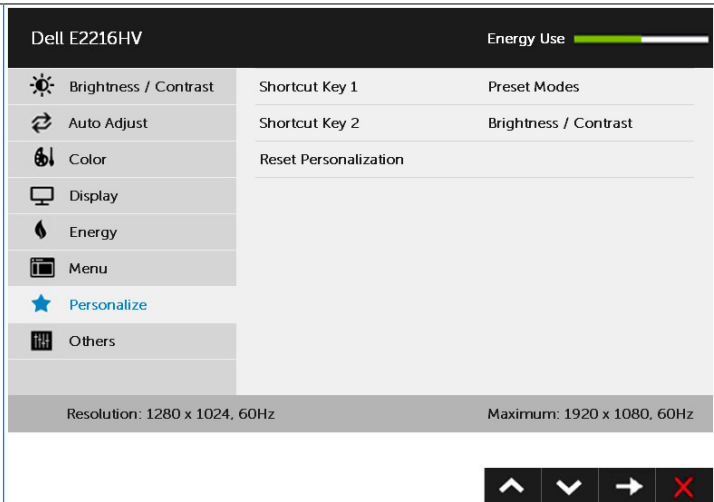 Dell E2216HV
Energy Use
Brightness / Contrast
Shortcut Key 1
Preset Modes
Auto Adjust
Shortcut Key 2
Brightness / Contrast
Color
Reset Personalization
Display
Energy
Menu
Personalize
Others
Resolution: 1280 x 1024, 60Hz
Maximum: 1920 x 1080, 60Hz